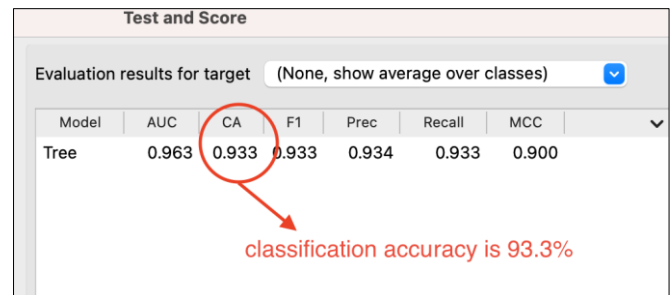 Test and Score
Evaluation results for target (None, show average over classes)
Model AUC CA F1 Prec Recall MCC
Tree 0.963 0.933 0.933 0.934 0.933 0.900
classification accuracy is 93.3%